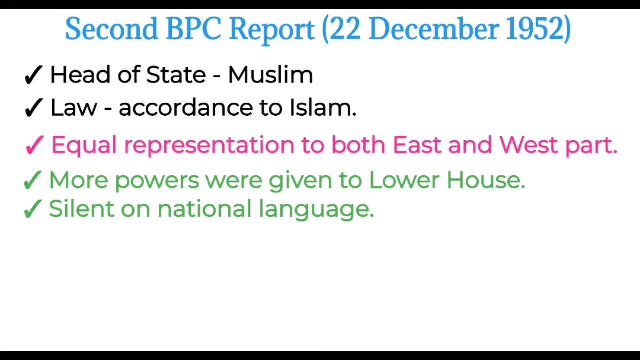 Second BPC Report (22 December 1952)
✓ Head of State - Muslim
✓ Law - accordance to Islam.
✓ Equal representation to both East and West part.
✓ More powers were given to Lower House.
✓ Silent on national language.